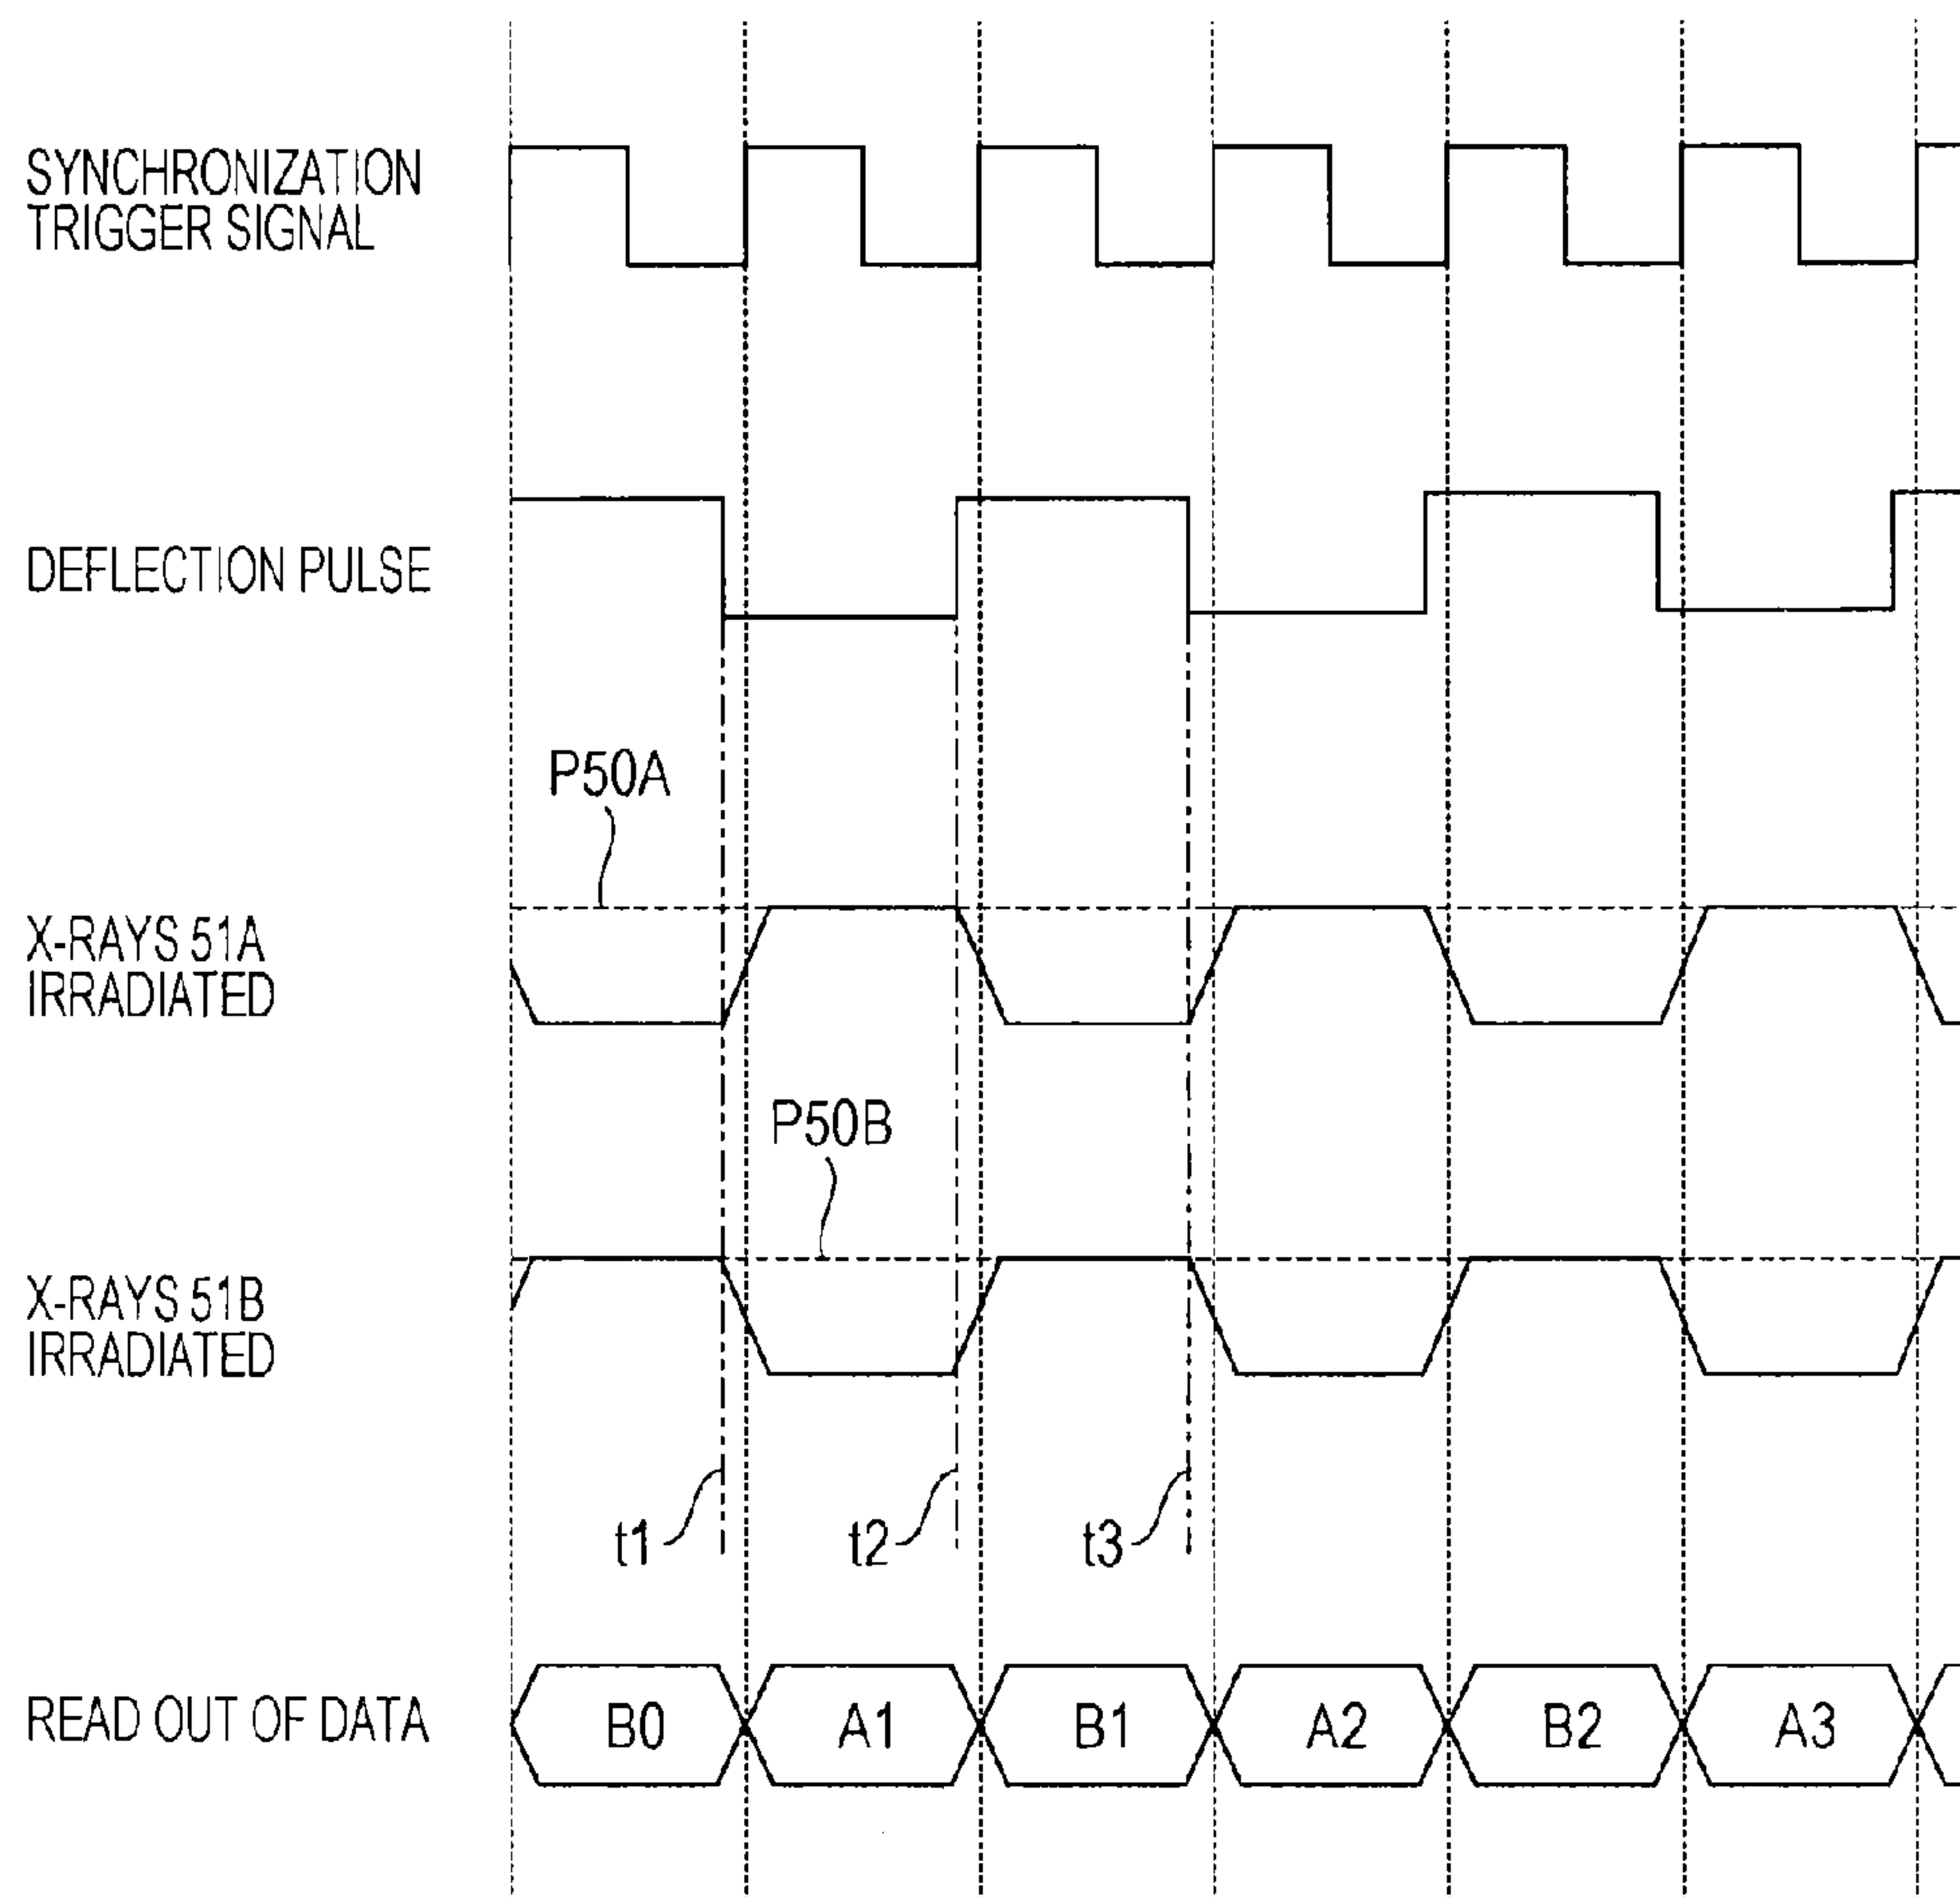 SYNCHRONIZATION
TRIGGER SIGNAL
DEFLECTION PULSE
P50A
X-RAYS 51A
IRRADIATED
P50B
X-RAYS 51B
IRRADIATED
t1 t2 t3
READ OUT OF DATA B0 A1 B1 A2 B2 A3